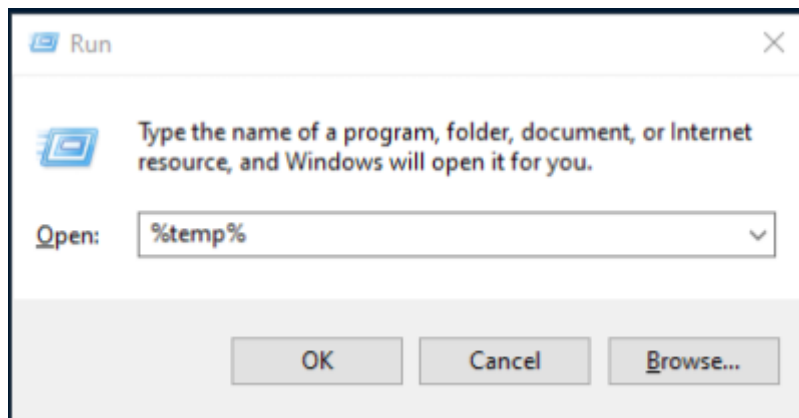 Run
Type the name of a program, folder, document, or Internet
resource, and Windows will open it for you.
Open: %temp%
OK Cancel Browse...